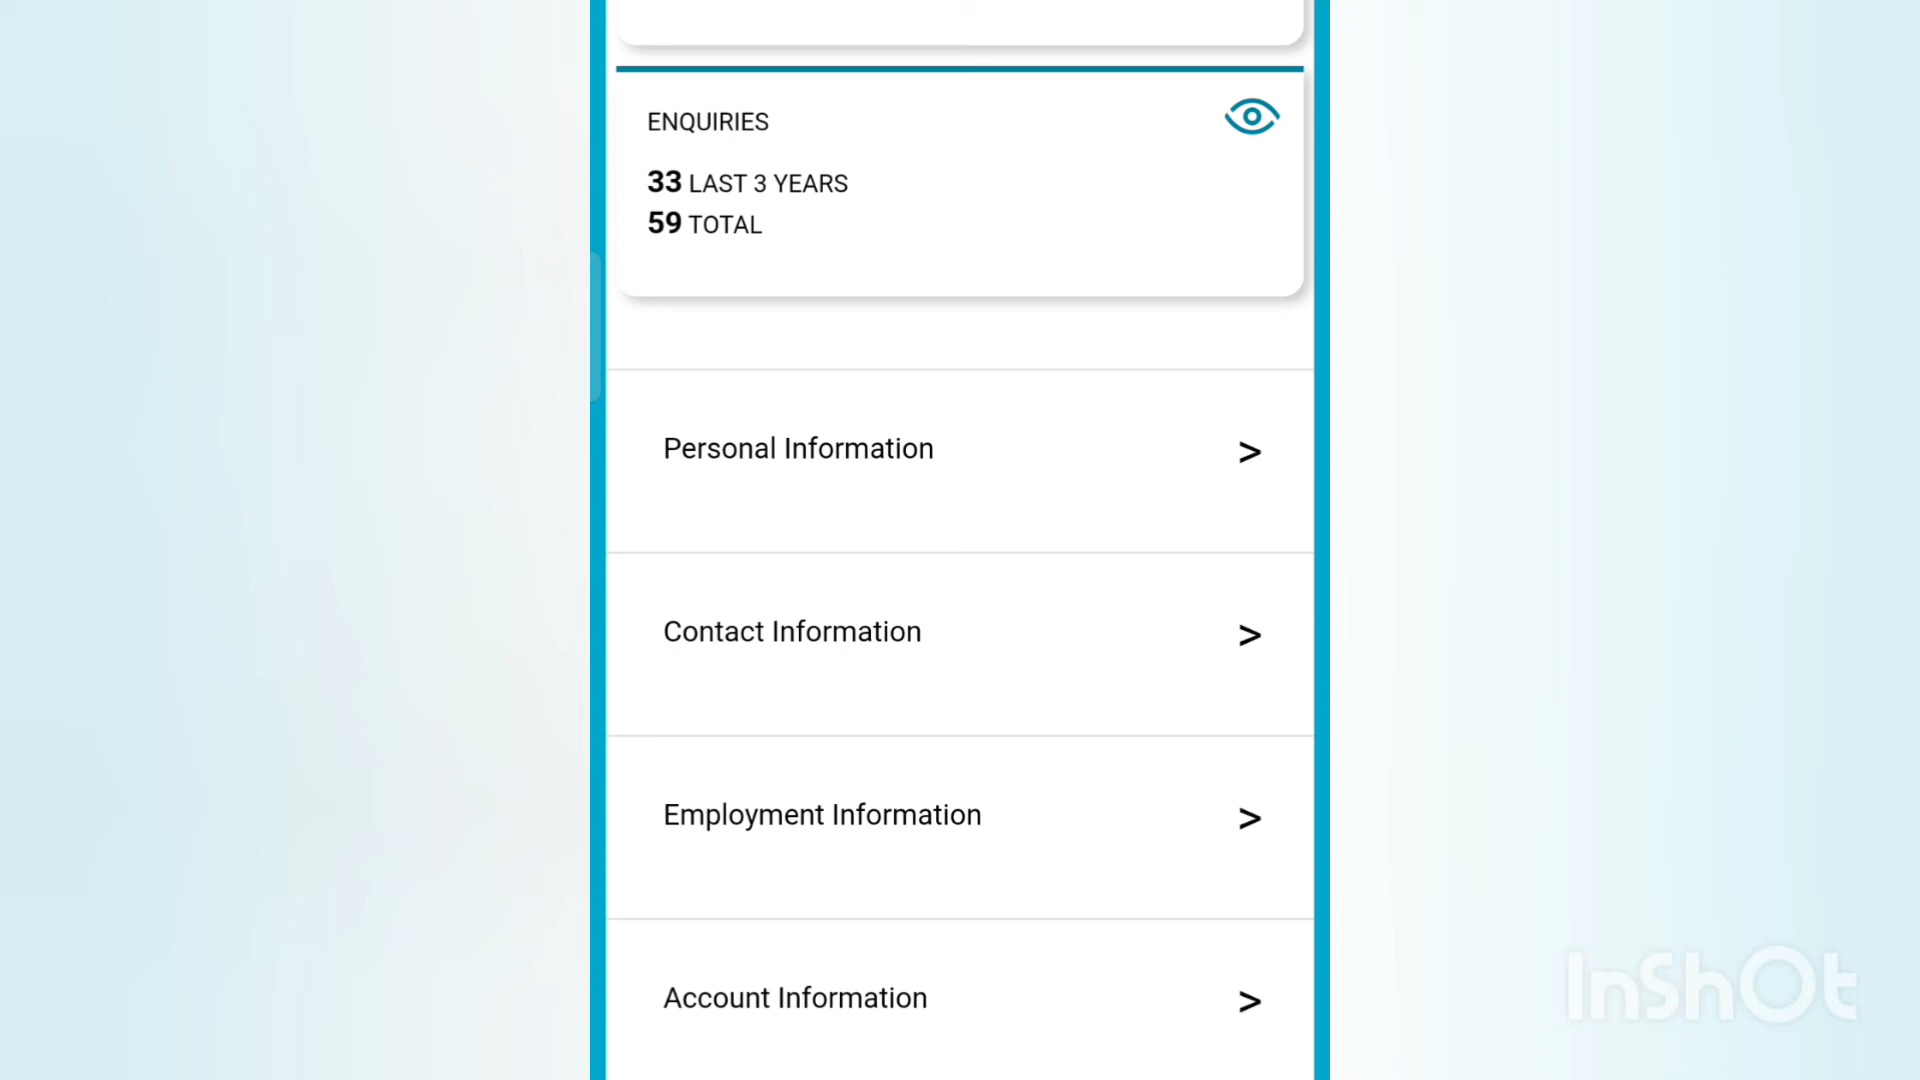 ENQUIRIES
33 LAST 3 YEARS
59 TOTAL
Personal Information >
Contact Information >
Employment Information >
Account Information >
InShOt